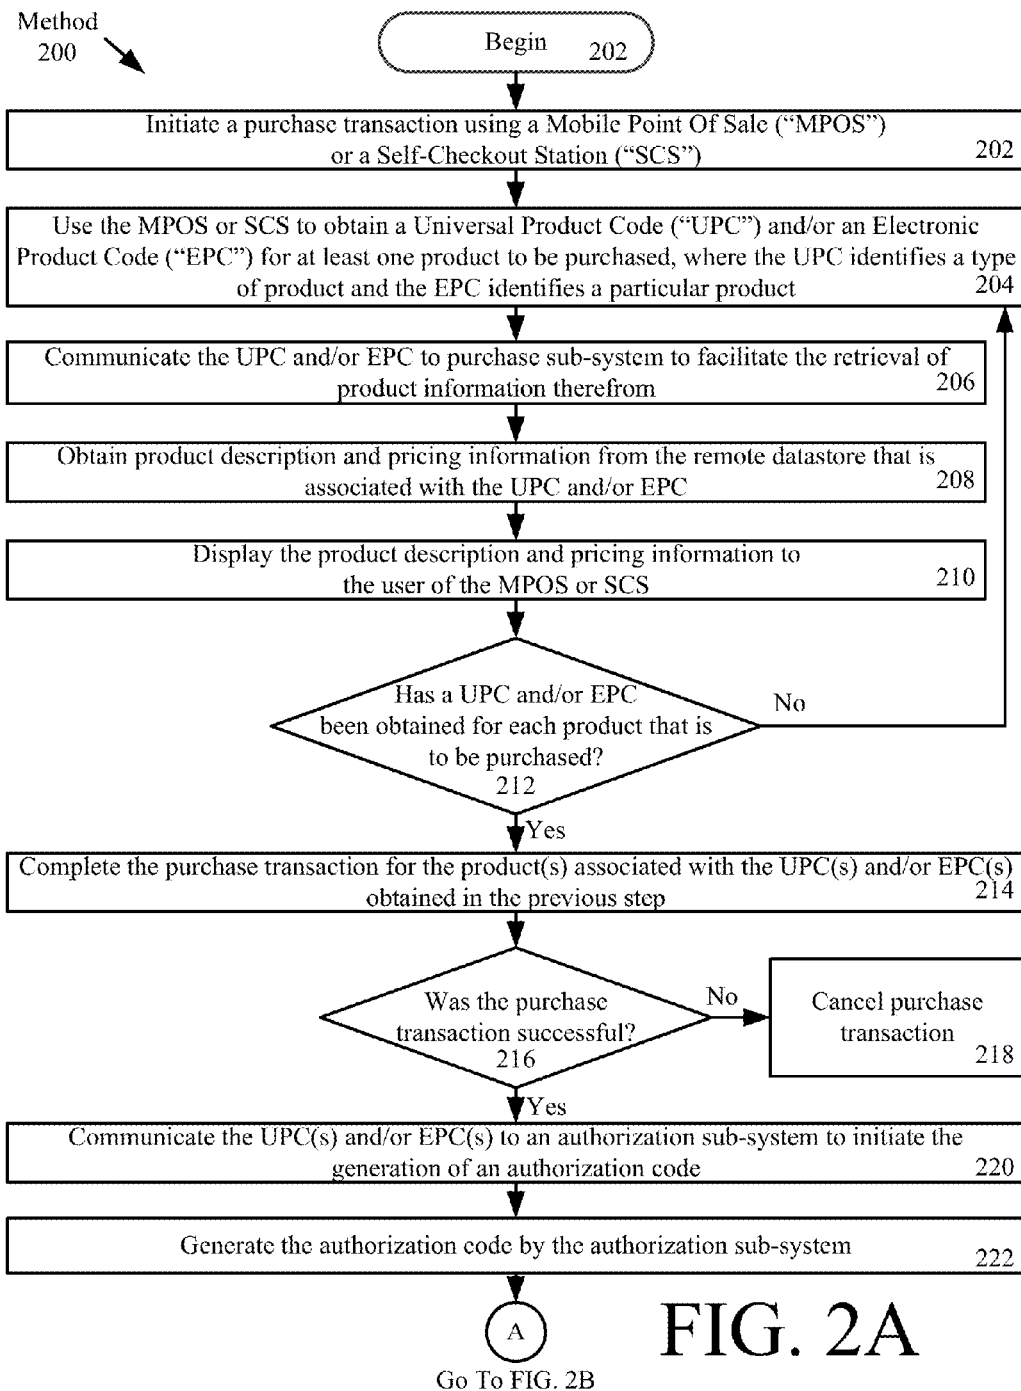 Method
200
Begin
202
Initiate a purchase transaction using a Mobile Point Of Sale (“MPOS”)
or a Self-Checkout Station (“SCS”)
202
Use the MPOS or SCS to obtain a Universal Product Code (“UPC”) and/or an Electronic
Product Code (“EPC”) for at least one product to be purchased, where the UPC identifies a type
of product and the EPC identifies a particular product
204
Communicate the UPC and/or EPC to purchase sub-system to facilitate the retrieval of
product information therefrom
206
Obtain product description and pricing information from the remote datastore that is
associated with the UPC and/or EPC
208
Display the product description and pricing information to
the user of the MPOS or SCS
210
Has a UPC and/or EPC
been obtained for each product that is
to be purchased?
212
No
Yes
Complete the purchase transaction for the product(s) associated with the UPC(s) and/or EPC(s)
obtained in the previous step
214
Was the purchase
transaction successful?
216
No
Cancel purchase
transaction
218
Yes
Communicate the UPC(s) and/or EPC(s) to an authorization sub-system to initiate the
generation of an authorization code
220
Generate the authorization code by the authorization sub-system
222
A
Go To FIG. 2B
FIG. 2A